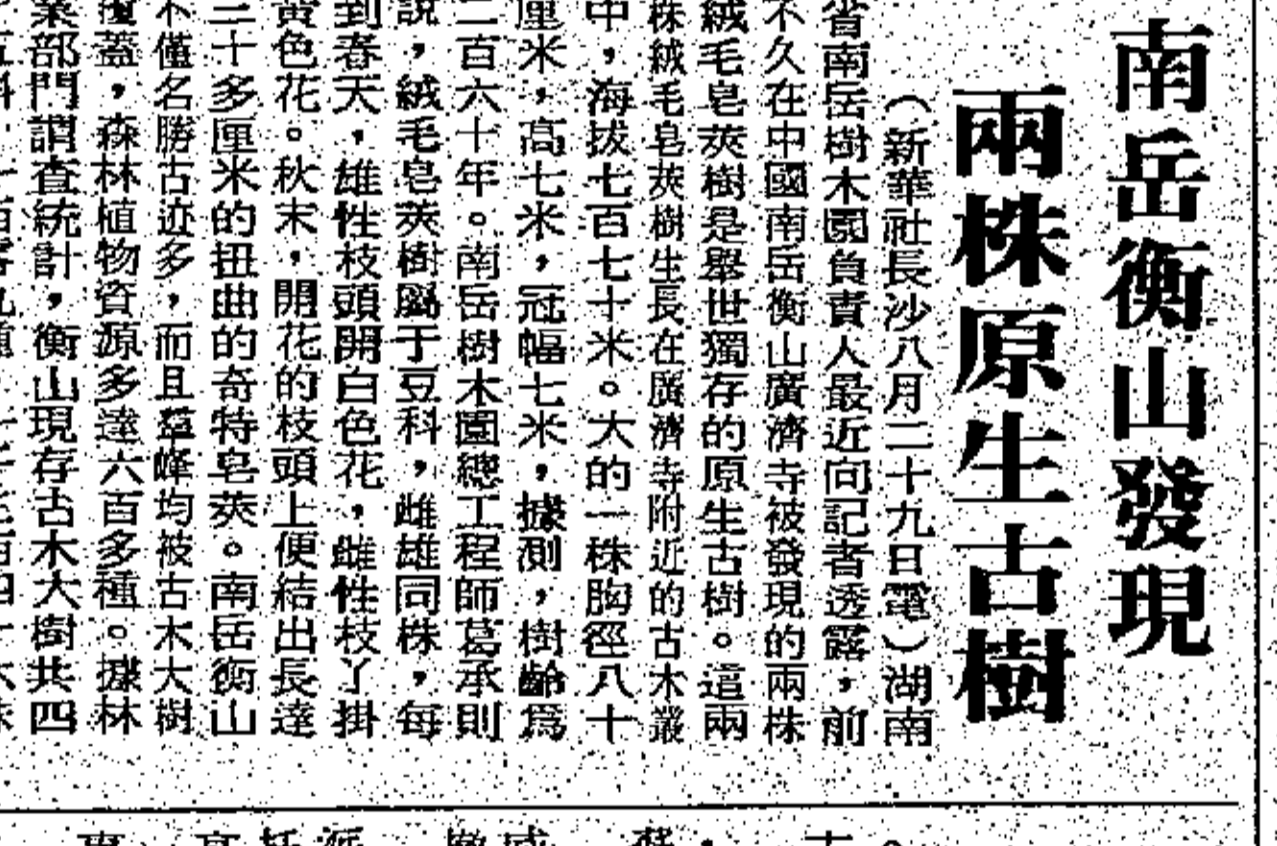 南岳衡山發現
兩株原生古樹
（新華社長沙八月二十九日電）湖南
省南岳樹木園負責人最近向記者透露，前
不久在中國南岳衡山廣濟寺被發現的兩株
絨毛皂莢樹是舉世獨存的原生古樹。這兩
株絨毛皂莢樹生長在廣濟寺附近的古木叢
中，海拔七百七十米。大的一株胸徑八十
厘米，高七米，冠幅七米，據測，樹齡爲
二百六十年。南岳樹木園總工程師葛承則
說，絨毛皂莢樹屬于豆科，雌雄同株，每
到春天，雄性枝頭開白色花，雌性枝丫掛
黃色花。秋末，開花的枝頭上便結出長達
三十多厘米的扭曲的奇特皂莢。南岳衡山
不僅名勝古迹多，而且羣峰均被古木大樹
覆蓋，森林植物資源多達六百多種。據林
業部門調查統計，衡山現存古木大樹共四